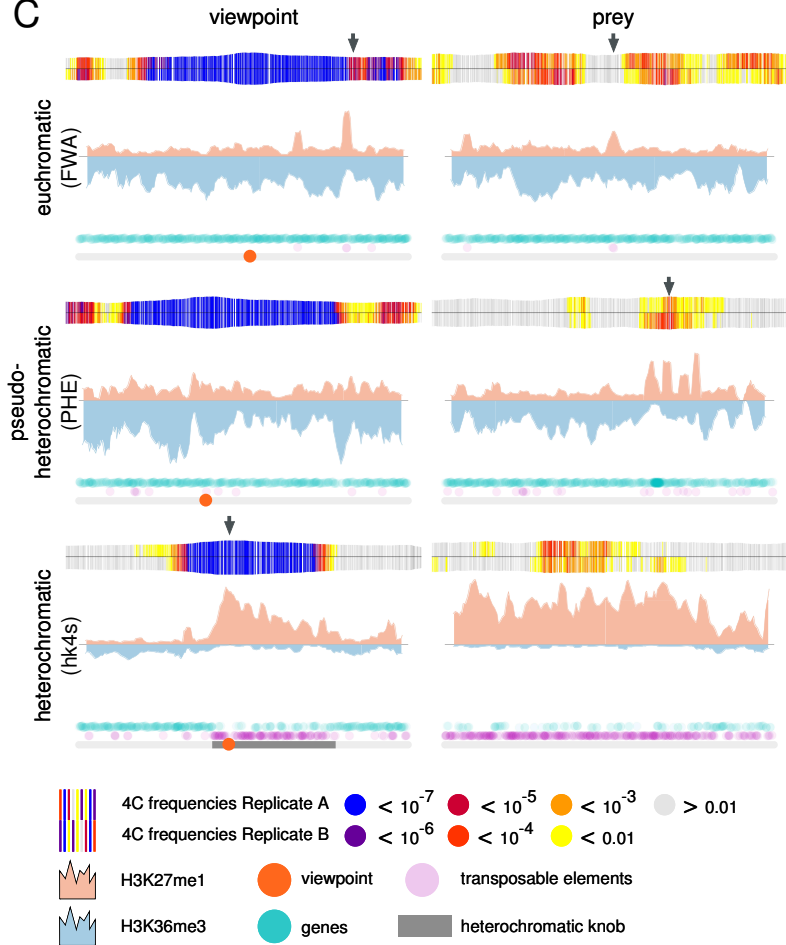 C
viewpoint
prey
euchromatic
(FWA)
pseudo-
heterochromatic
(PHE)
heterochromatic
(hK4s)
4C frequencies Replicate A
4C frequencies Replicate B
< 10-7
< 10-5
< 10-3
> 0.01
< 10-6
< 10-4
< 0.01
H3K27me1
viewpoint
transposable elements
H3K36me3
genes
heterochromatic knob